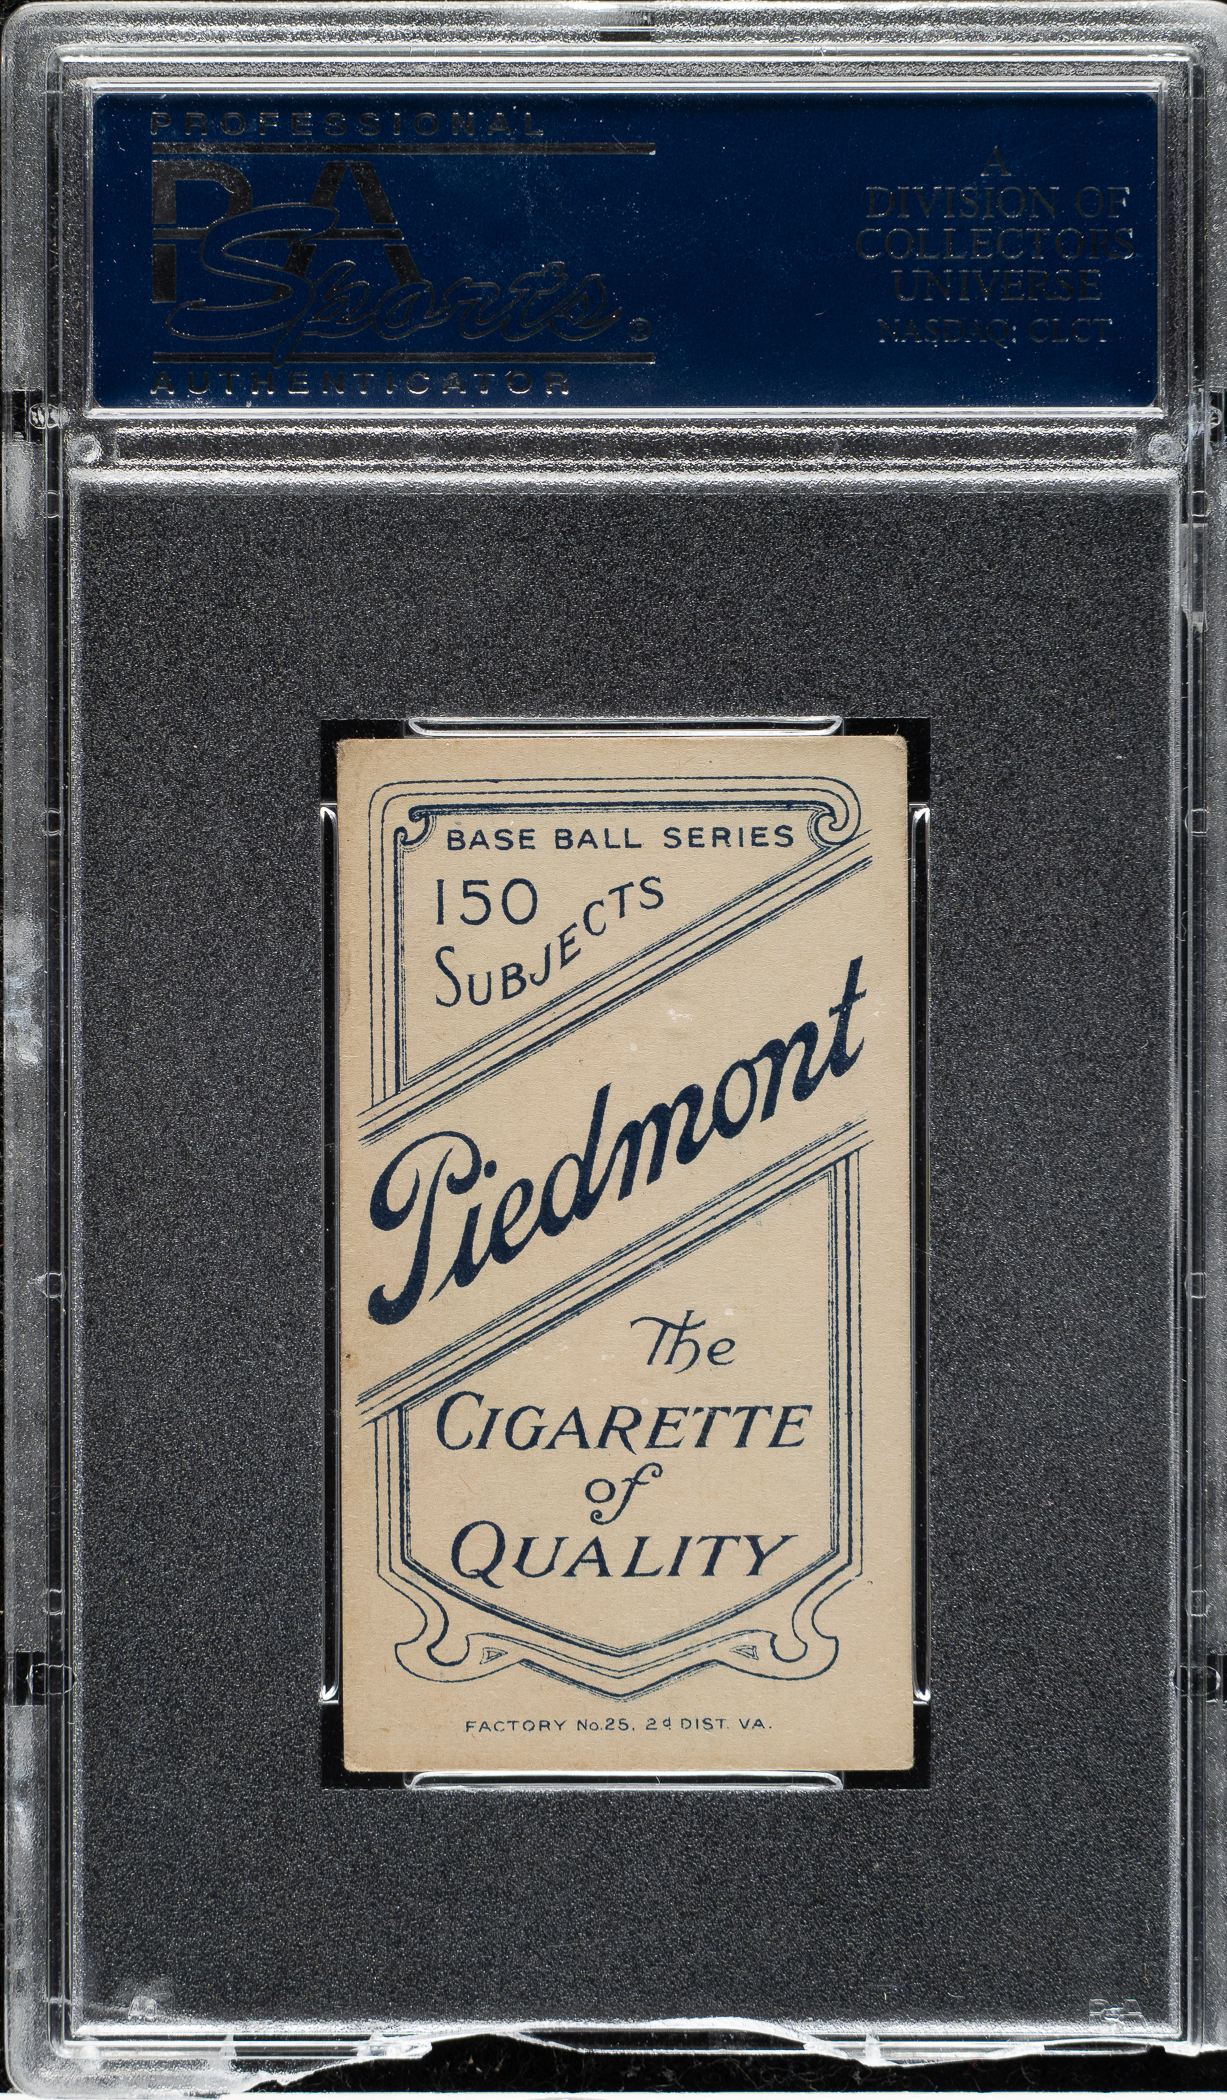 PROFESSIONAL
PSA
Sports®
AUTHENTICATOR
A
DIVISION OF
COLLECTORS
UNIVERSE
NASDAQ: CLCT
BASE BALL SERIES
150
SUBJECTS
Piedmont
The
CIGARETTE
of
QUALITY
FACTORY No.25, 2d DIST. VA.
PSA